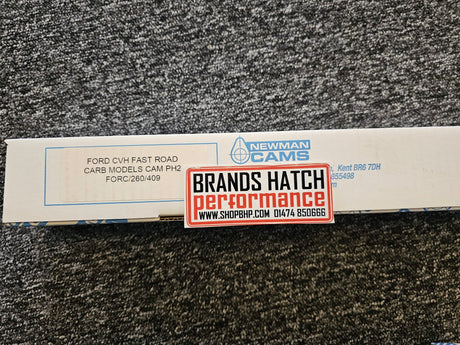 FORD CVH FAST ROAD
CARB MODELS CAM PH2
FORC/260/409
NEWMAN
CAMS
Kent BR6 7DH
855498
BRANDS HATCH
performance
WWW.SHOPBHP.COM 01474 850666